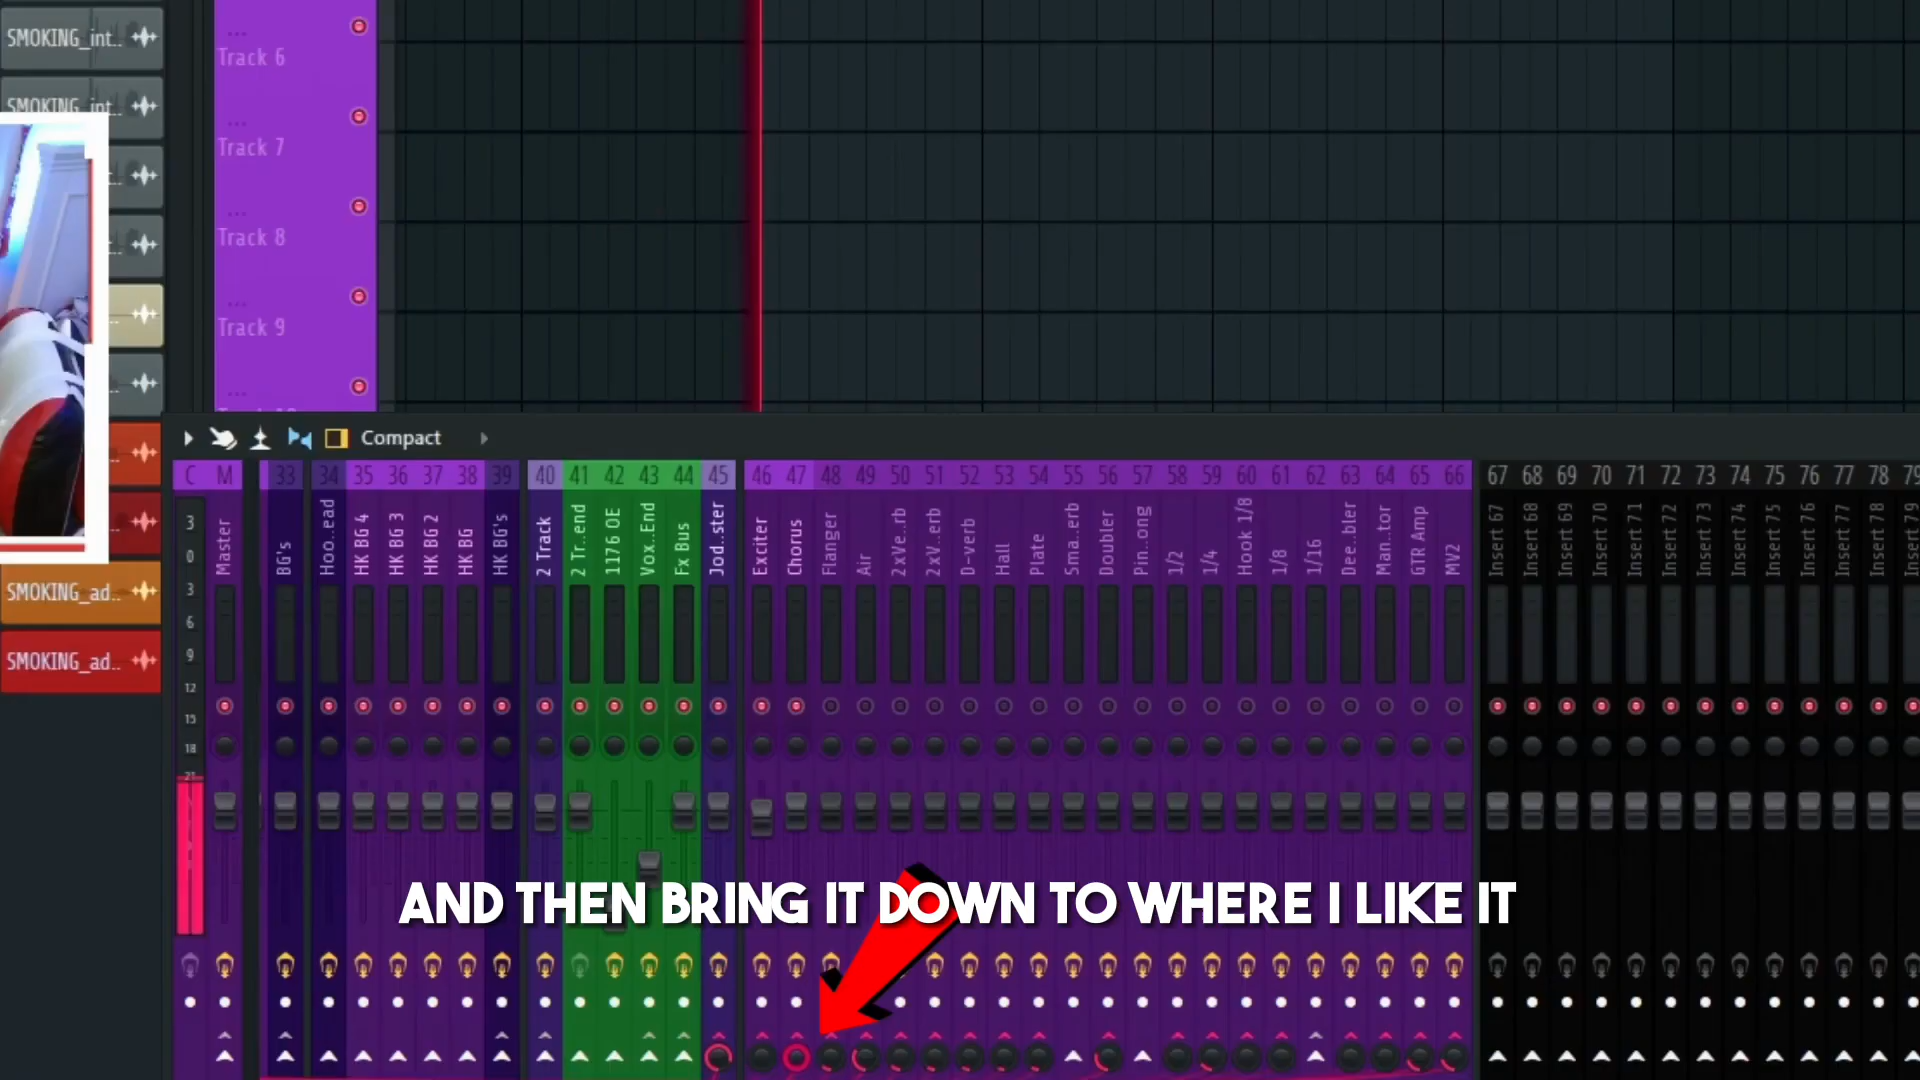 SMOKING_int..
SMOKING_int..
Track 6
Track 7
Track 8
Track 9
Compact
C M 33 34 35 36 37 38 39 40 41 42 43 44 45 46 47 48 49 50 51 52 53 54 55 56 57 58 59 60 61 62 63 64 65 66 67 68 69 70 71 72 73 74 75 76 77 78 79
Master
BG's
Hoo..ead
HK BG 4
HK BG 3
HK BG 2
HK BG
HK BG's
2 Track
2 Tr..end
1176 OE
Vox..End
Fx Bus
Jod..ster
Exciter
Chorus
Flanger
Air
2xVe..rb
2xV..erb
D-verb
Hall
Plate
Sma..erb
Doubler
Pin..ong
1/2
1/4
Hook 1/8
1/8
1/16
Dee..bler
Man..tor
GTR Amp
MV2
Insert 67
Insert 68
Insert 69
Insert 70
Insert 71
Insert 72
Insert 73
Insert 74
Insert 75
Insert 76
Insert 77
Insert 78
Insert 79
3
0
3
6
9
12
15
18
21
SMOKING_ad..
SMOKING_ad..
AND THEN BRING IT DOWN TO WHERE I LIKE IT